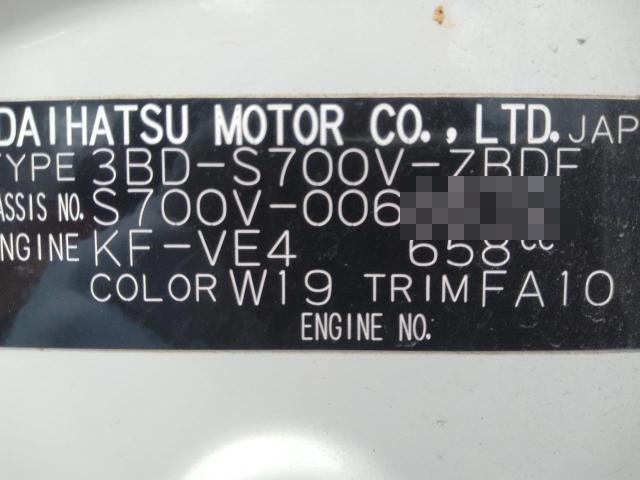 DAIHATSU MOTOR CO., LTD. JAP
TYPE 3BD-S700V-ZBDF
ASSIS NO. S700V-006
NGINE KF-VE4 658cc
COLOR W19 TRIM FA10
ENGINE NO.